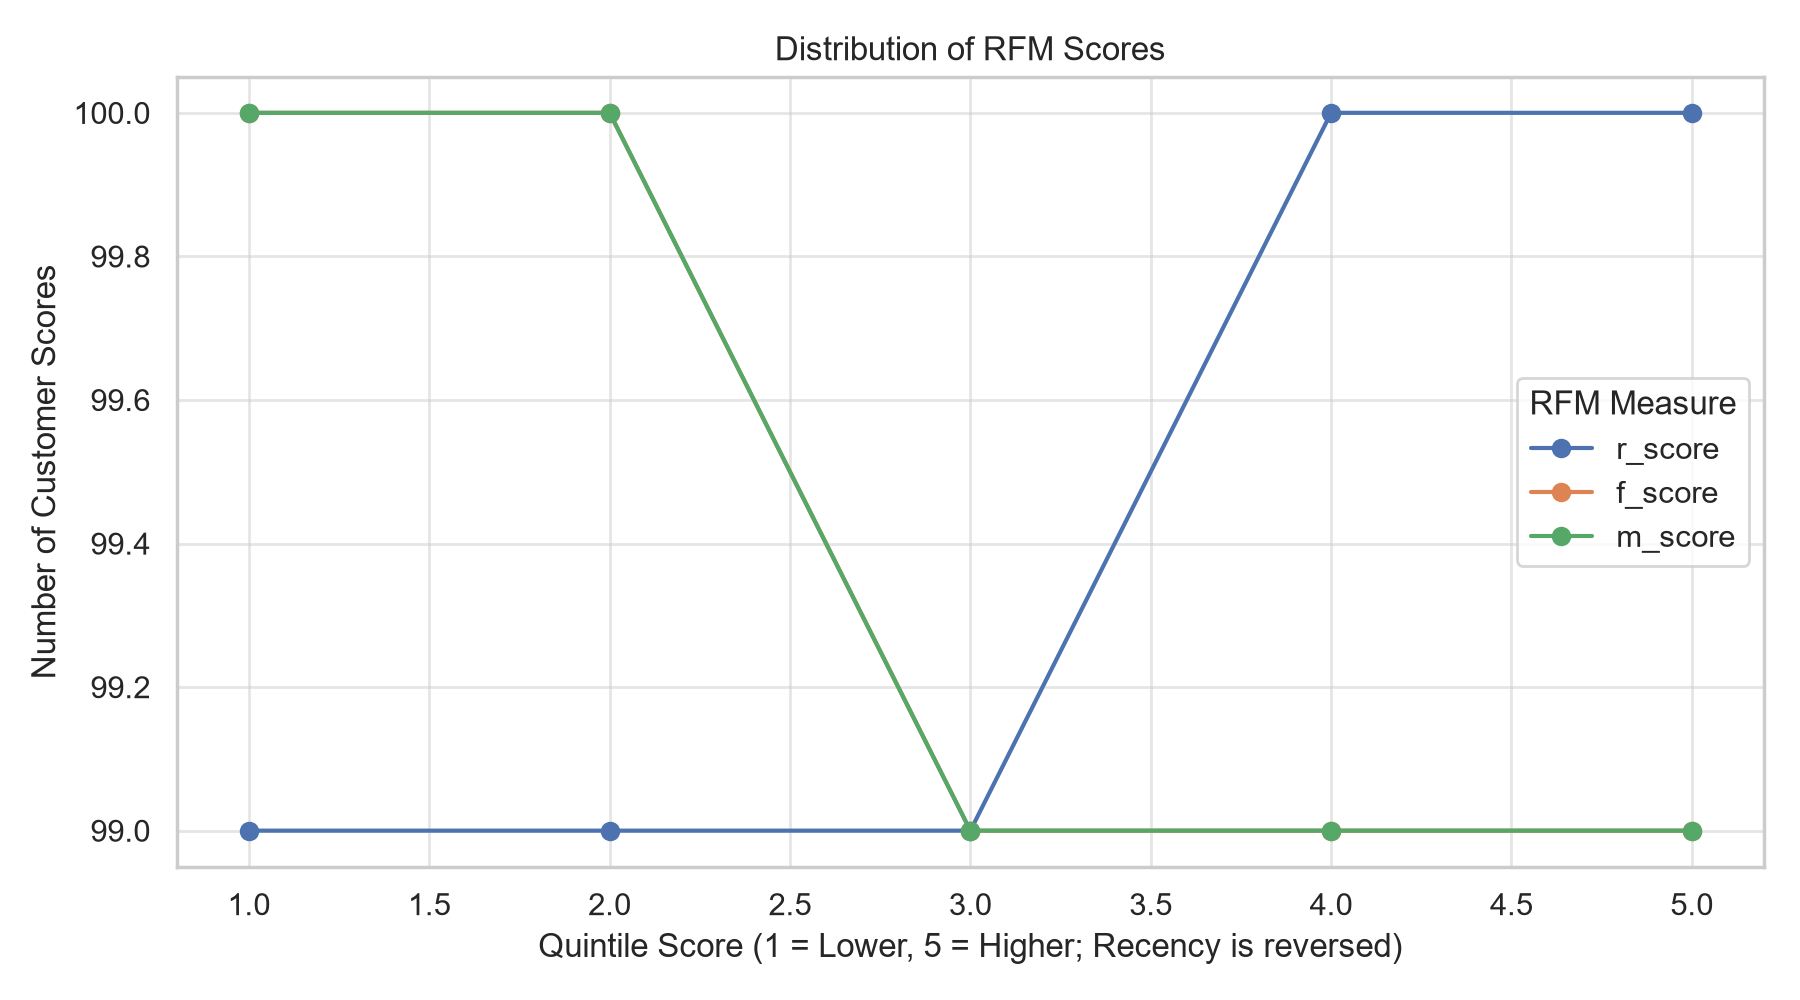 Distribution of RFM Scores
Number of Customer Scores
100.0
99.8
99.6
99.4
99.2
99.0
RFM Measure
r_score
f_score
m_score
1.0 1.5 2.0 2.5 3.0 3.5 4.0 4.5 5.0
Quintile Score (1 = Lower, 5 = Higher; Recency is reversed)